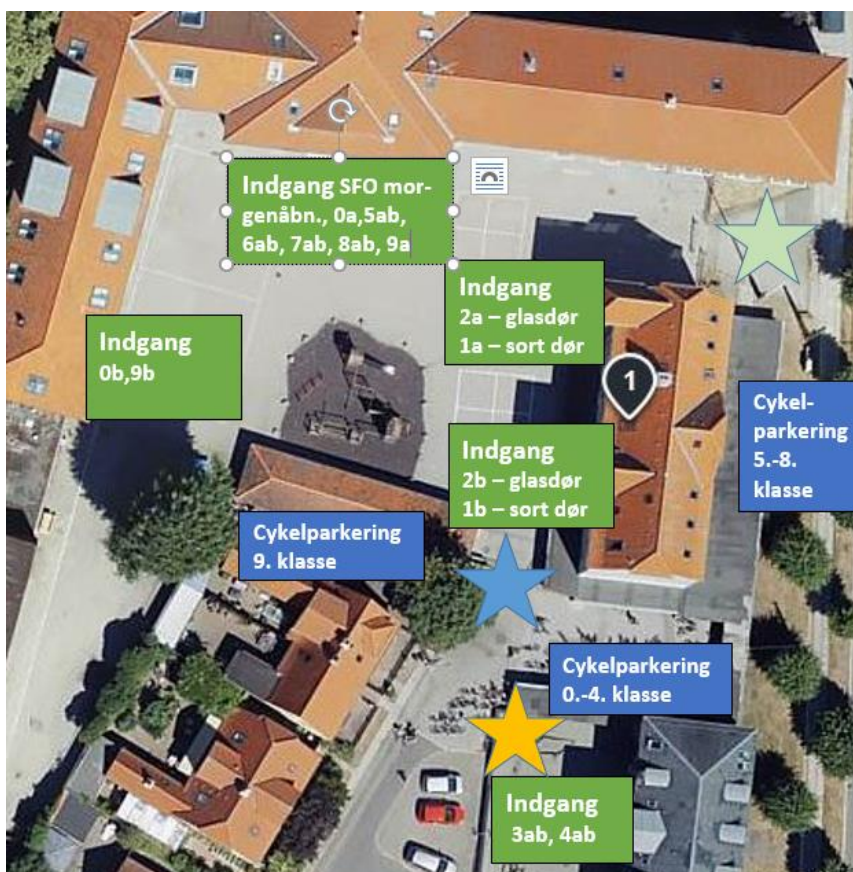 Indgang SFO mor-
genåbn., 0a,5ab,
6ab, 7ab, 8ab, 9a
Indgang
2a – glasdør
1a – sort dør
Indgang
0b,9b
1
Cykel-
parkering
5.-8.
klasse
Indgang
2b – glasdør
1b – sort dør
Cykelparkering
9. klasse
Cykelparkering
0.-4. klasse
Indgang
3ab, 4ab